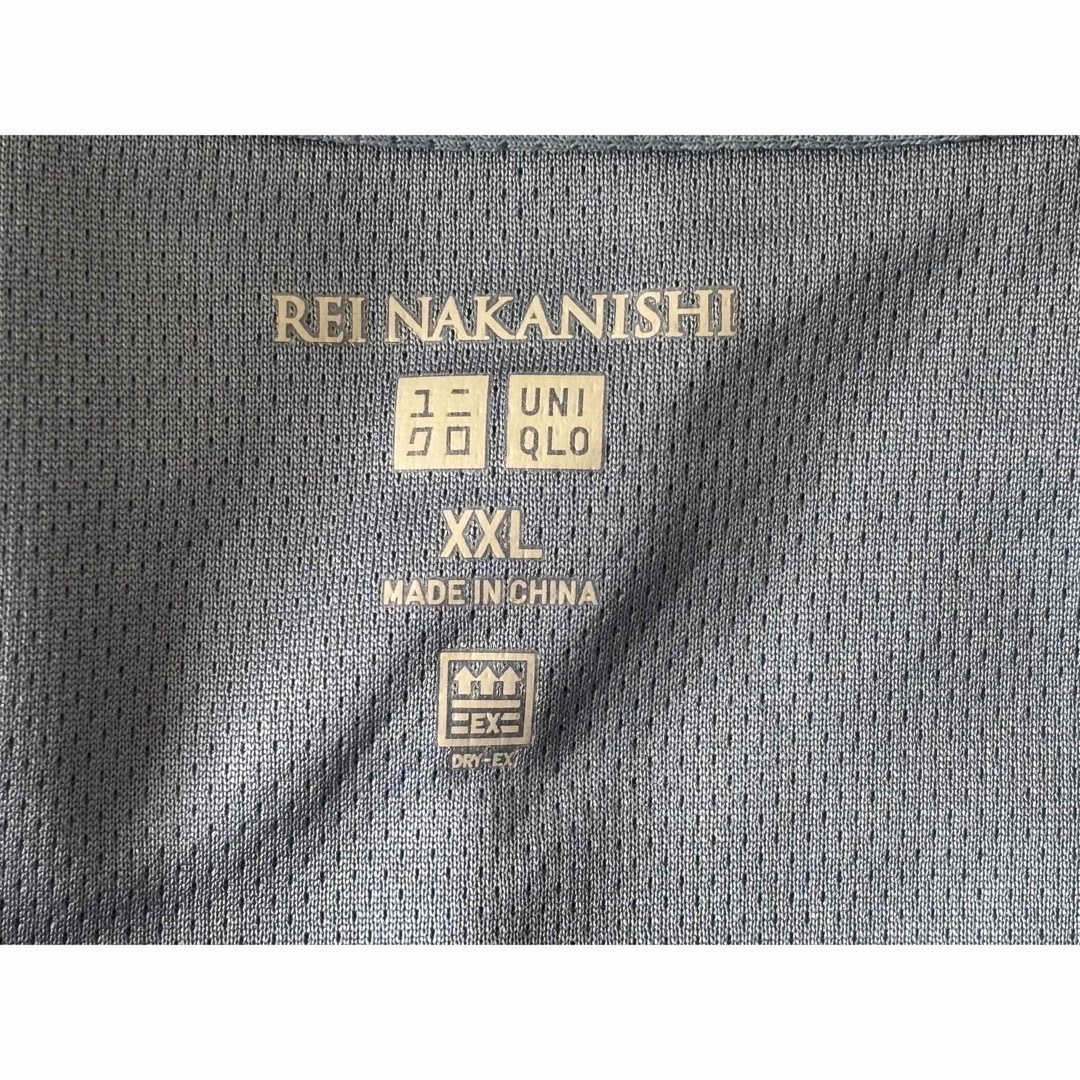 REI NAKANISHI
ユニ UNI
クロ QLO
XXL
MADE IN CHINA
EX
DRY-EX